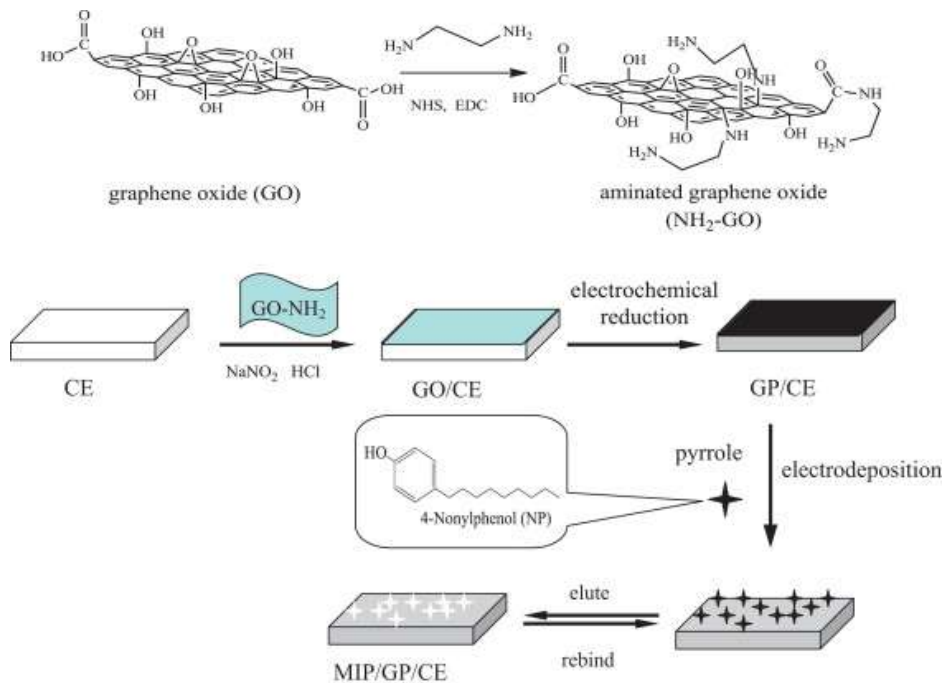 O
C
HO
OH
O
O
OH
OH
OH
OH
OH
C
OH
O
H₂N
NH₂
NHS, EDC
O
C
HO
OH
O
H₂N
OH
NH
O
C
NH
OH
HO
NH
OH
H₂N
H₂N
graphene oxide (GO)
aminated graphene oxide
(NH₂-GO)
GO-NH₂
NaNO₂ HCl
CE
GO/CE
electrochemical
reduction
GP/CE
HO
4-Nonylphenol (NP)
pyrrole
electrodeposition
elute
rebind
MIP/GP/CE